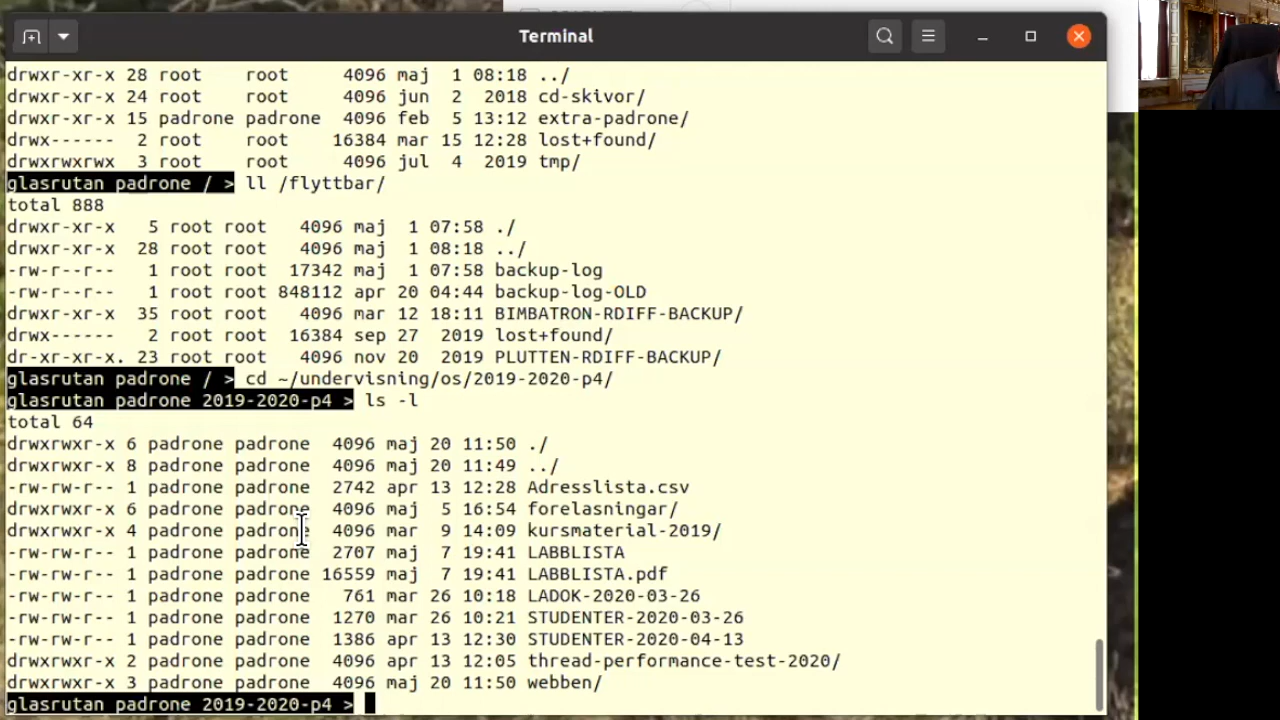 Terminal
drwxr-xr-x 28 root    root     4096 maj  1 08:18 ../
drwxr-xr-x 24 root    root     4096 jun  2  2018 cd-skivor/
drwxr-xr-x 15 padrone padrone  4096 feb  5 13:12 extra-padrone/
drwx------  2 root    root    16384 mar 15 12:28 lost+found/
drwxrwxrwx  3 root    root     4096 jul  4  2019 tmp/
glasrutan padrone / > ll /flyttbar/
total 888
drwxr-xr-x   5 root root   4096 maj  1 07:58 ./
drwxr-xr-x  28 root root   4096 maj  1 08:18 ../
-rw-r--r--   1 root root  17342 maj  1 07:58 backup-log
-rw-r--r--   1 root root 848112 apr 20 04:44 backup-log-OLD
drwxr-xr-x  35 root root   4096 mar 12 18:11 BIMBATRON-RDIFF-BACKUP/
drwx------   2 root root  16384 sep 27  2019 lost+found/
dr-xr-xr-x. 23 root root   4096 nov 20  2019 PLUTTEN-RDIFF-BACKUP/
glasrutan padrone / > cd ~/undervisning/os/2019-2020-p4/
glasrutan padrone 2019-2020-p4 > ls -l
total 64
drwxrwxr-x 6 padrone padrone  4096 maj 20 11:50 ./
drwxrwxr-x 8 padrone padrone  4096 maj 20 11:49 ../
-rw-rw-r-- 1 padrone padrone  2742 apr 13 12:28 Adresslista.csv
drwxrwxr-x 6 padrone padrone  4096 maj  5 16:54 forelasningar/
drwxrwxr-x 4 padrone padrone  4096 mar  9 14:09 kursmaterial-2019/
-rw-rw-r-- 1 padrone padrone  2707 maj  7 19:41 LABBLISTA
-rw-rw-r-- 1 padrone padrone 16559 maj  7 19:41 LABBLISTA.pdf
-rw-rw-r-- 1 padrone padrone   761 mar 26 10:18 LADOK-2020-03-26
-rw-rw-r-- 1 padrone padrone  1270 mar 26 10:21 STUDENTER-2020-03-26
-rw-rw-r-- 1 padrone padrone  1386 apr 13 12:30 STUDENTER-2020-04-13
drwxrwxr-x 2 padrone padrone  4096 apr 13 12:05 thread-performance-test-2020/
drwxrwxr-x 3 padrone padrone  4096 maj 20 11:50 webben/
glasrutan padrone 2019-2020-p4 >